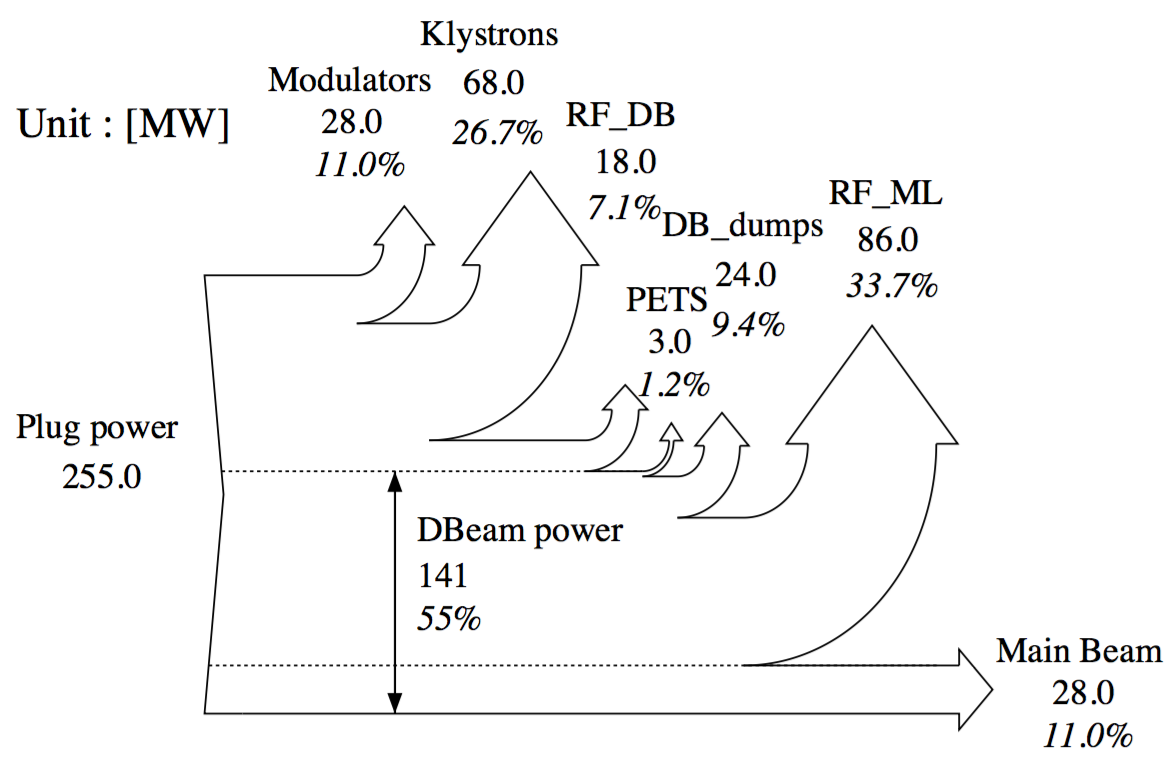 Klystrons
68.0
26.7%
Modulators
28.0
11.0%
Unit : [MW]
RF_DB
18.0
7.1%
RF_ML
86.0
33.7%
DB_dumps
24.0
9.4%
PETS
3.0
1.2%
Plug power
255.0
DBeam power
141
55%
Main Beam
28.0
11.0%